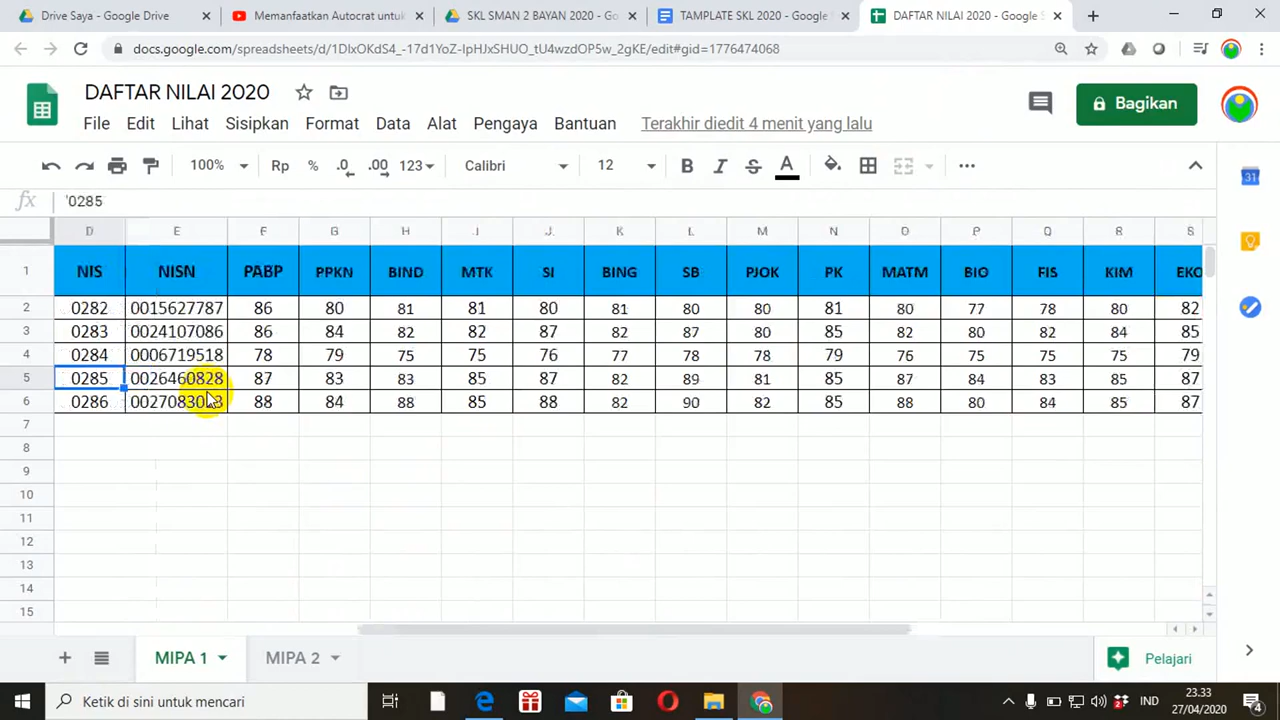 Drive Saya - Google Drive × Memanfaatkan Autocrat untu × SKL SMAN 2 BAYAN 2020 - Go × TAMPLATE SKL 2020 - Google × DAFTAR NILAI 2020 - Google S ×
docs.google.com/spreadsheets/d/1DlxOKdS4_-17d1YoZ-IpHJxSHUO_tU4wzdOP5w_2gKE/edit#gid=1776474068
DAFTAR NILAI 2020
Bagikan
File Edit Lihat Sisipkan Format Data Alat Pengaya Bantuan Terakhir diedit 4 menit yang lalu
100% Rp % .0 .00 123 Calibri 12 B I S A
fx '0285
D E F G H I J K L M N O P Q R S
1 NIS NISN PABP PPKN BIND MTK SI BING SB PJOK PK MATM BIO FIS KIM EKO
2 0282 0015627787 86 80 81 81 80 81 80 80 81 80 77 78 80 82
3 0283 0024107086 86 84 82 82 87 82 87 80 85 82 80 82 84 85
4 0284 0006719518 78 79 75 75 76 77 78 78 79 75 75 75 75 79
5 0285 0026460828 87 83 83 85 87 82 89 81 85 87 84 83 85 87
6 0286 88 84 88 85 88 82 90 82 85 88 80 84 85 87
7
8
9
10
11
12
13
14
15
MIPA 1 MIPA 2 Pelajari
31
Ketik di sini untuk mencari
IND
23.33
27/04/2020
4